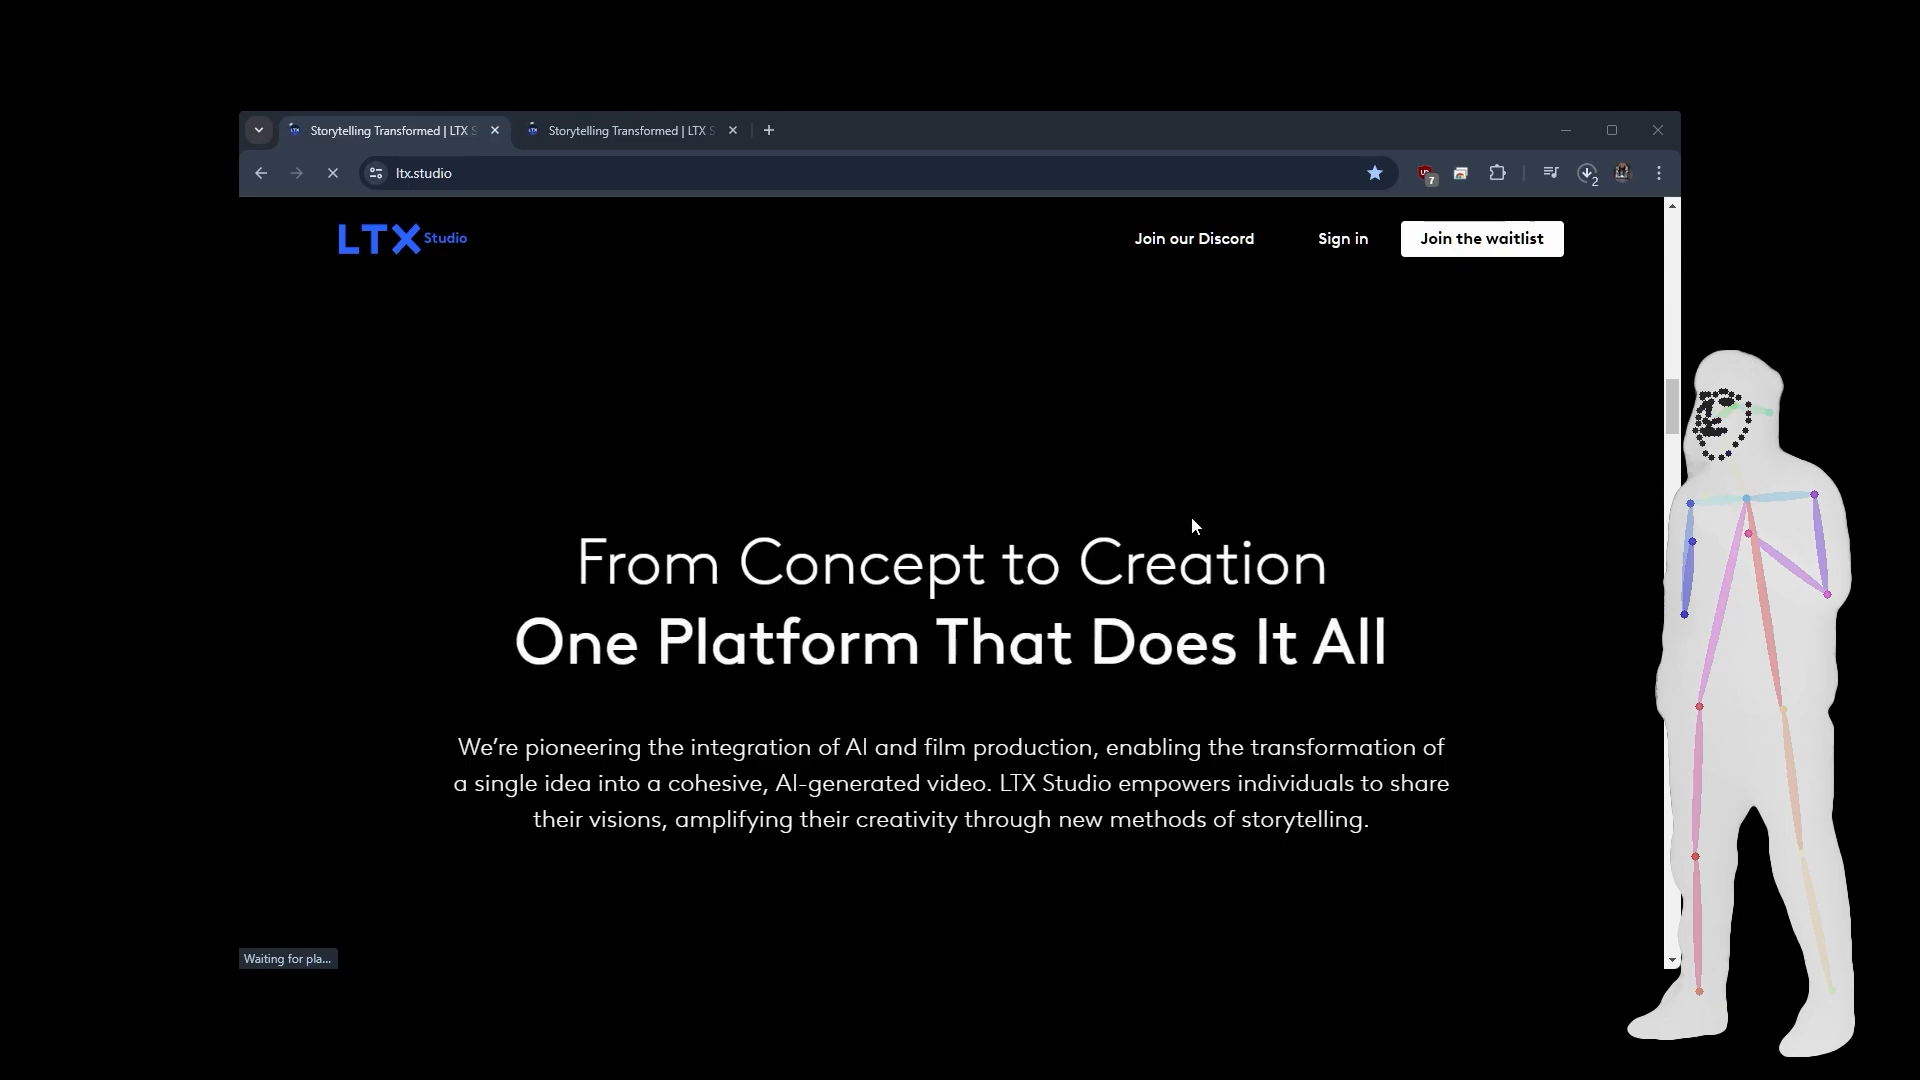 Storytelling Transformed | LTX S
Storytelling Transformed | LTX S
ltx.studio
7
2
LTX Studio
Join our Discord
Sign in
Join the waitlist
From Concept to Creation
One Platform That Does It All
We’re pioneering the integration of AI and film production, enabling the transformation of
a single idea into a cohesive, AI-generated video. LTX Studio empowers individuals to share
their visions, amplifying their creativity through new methods of storytelling.
Waiting for pla...